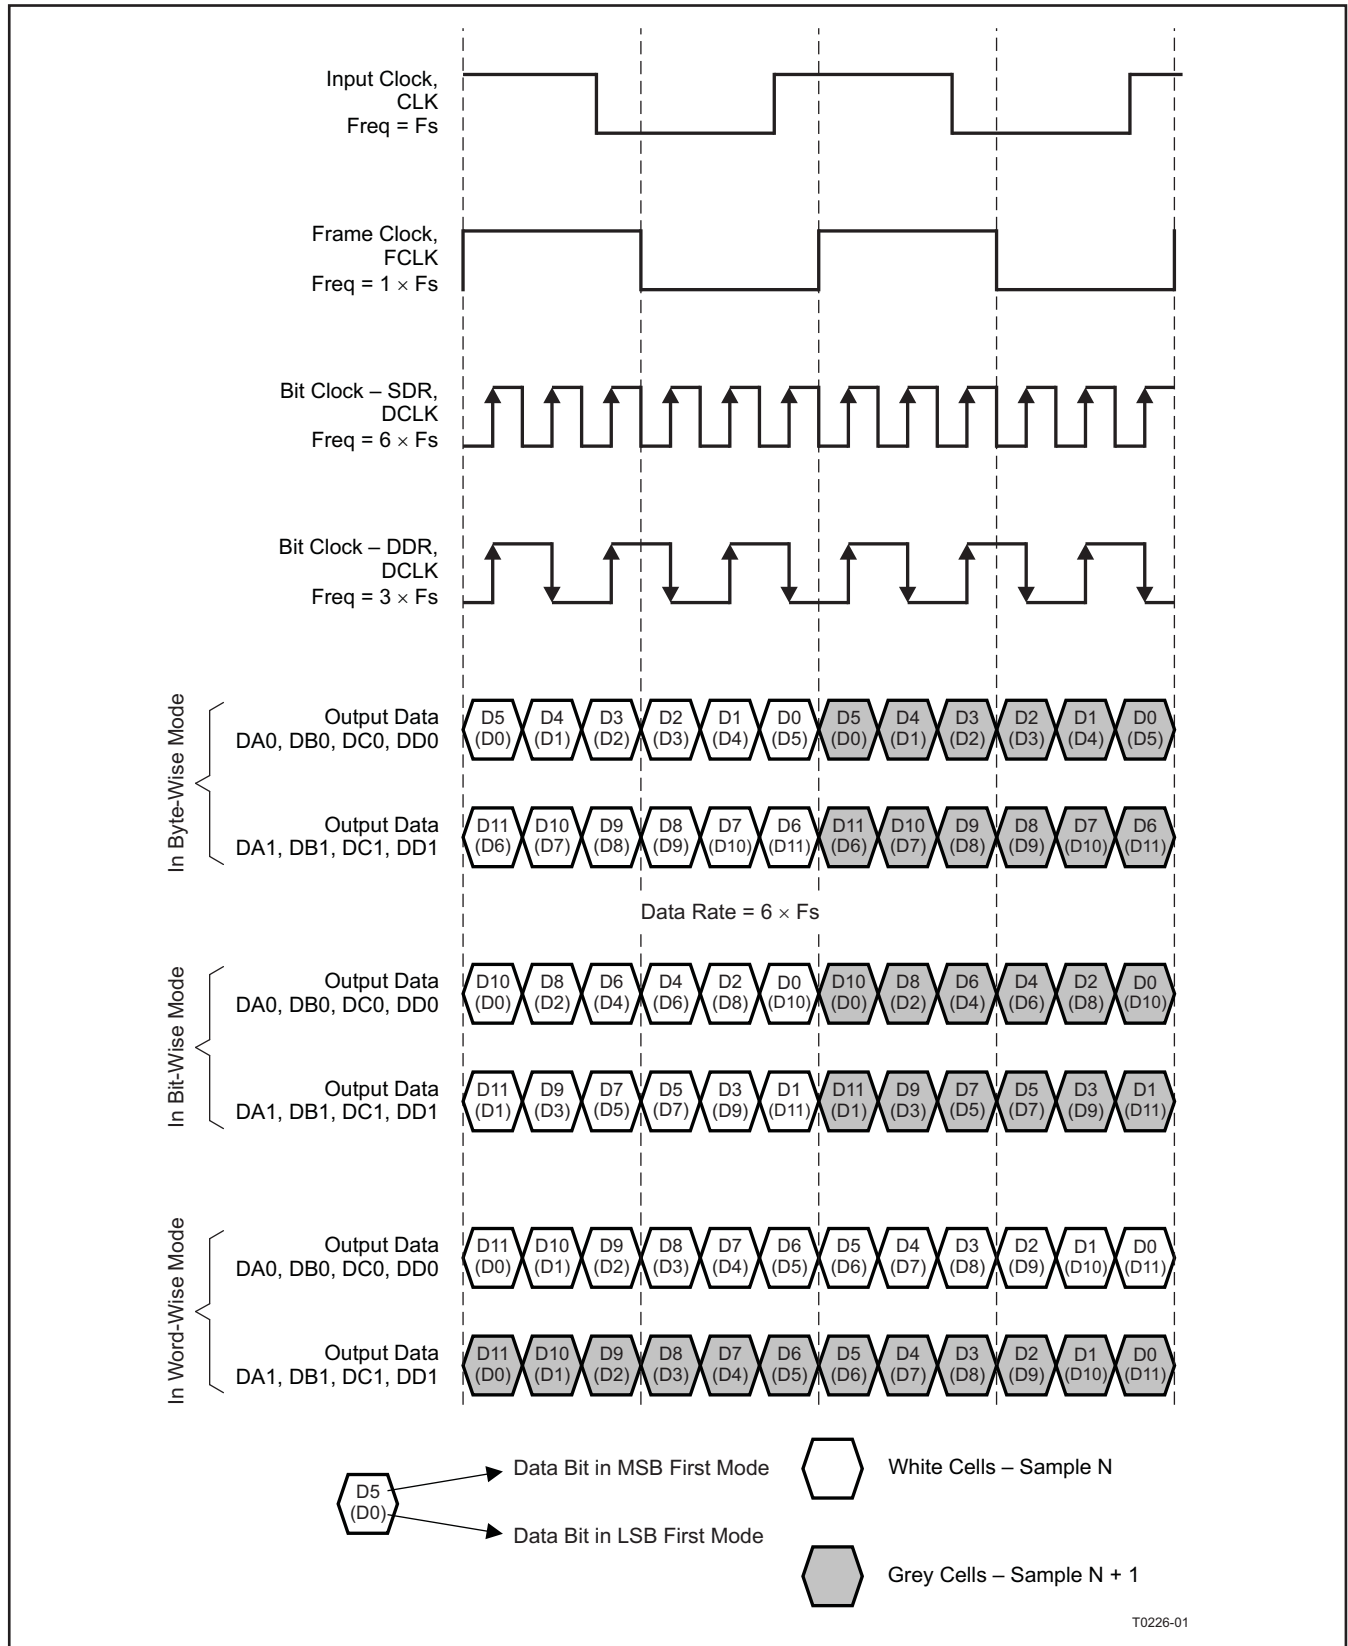 Input Clock,
CLK
Freq = Fs
Frame Clock,
FCLK
Freq = 1 × Fs
Bit Clock – SDR,
DCLK
Freq = 6 × Fs
Bit Clock – DDR,
DCLK
Freq = 3 × Fs
In Byte-Wise Mode
Output Data
DA0, DB0, DC0, DD0
D5 D4 D3 D2 D1 D0 D5 D4 D3 D2 D1 D0
(D0) (D1) (D2) (D3) (D4) (D5) (D0) (D1) (D2) (D3) (D4) (D5)
Output Data
DA1, DB1, DC1, DD1
D11 D10 D9 D8 D7 D6 D11 D10 D9 D8 D7 D6
(D6) (D7) (D8) (D9) (D10) (D11) (D6) (D7) (D8) (D9) (D10) (D11)
Data Rate = 6 × Fs
In Bit-Wise Mode
Output Data
DA0, DB0, DC0, DD0
D10 D8 D6 D4 D2 D0 D10 D8 D6 D4 D2 D0
(D0) (D2) (D4) (D6) (D8) (D10) (D0) (D2) (D4) (D6) (D8) (D10)
Output Data
DA1, DB1, DC1, DD1
D11 D9 D7 D5 D3 D1 D11 D9 D7 D5 D3 D1
(D1) (D3) (D5) (D7) (D9) (D11) (D1) (D3) (D5) (D7) (D9) (D11)
In Word-Wise Mode
Output Data
DA0, DB0, DC0, DD0
D11 D10 D9 D8 D7 D6 D5 D4 D3 D2 D1 D0
(D0) (D1) (D2) (D3) (D4) (D5) (D6) (D7) (D8) (D9) (D10) (D11)
Output Data
DA1, DB1, DC1, DD1
D11 D10 D9 D8 D7 D6 D5 D4 D3 D2 D1 D0
(D0) (D1) (D2) (D3) (D4) (D5) (D6) (D7) (D8) (D9) (D10) (D11)
D5
(D0)
Data Bit in MSB First Mode
Data Bit in LSB First Mode
White Cells – Sample N
Grey Cells – Sample N + 1
T0226-01